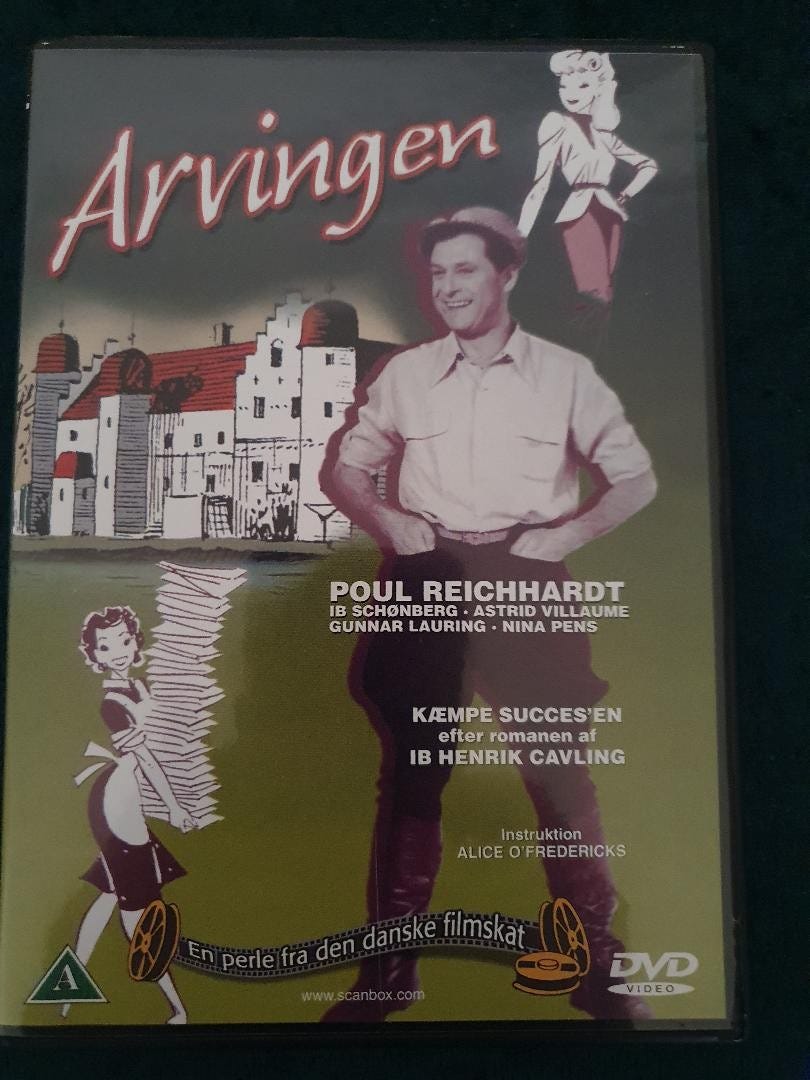 Arvingen
POUL REICHHARDT
IB SCHØNBERG · ASTRID VILLAUME
GUNNAR LAURING · NINA PENS
KÆMPE SUCCES'EN
efter romanen af
IB HENRIK CAVLING
Instruktion
ALICE O'FREDERICKS
En perle fra den danske filmskat
A
DVD
VIDEO
www.scanbox.com